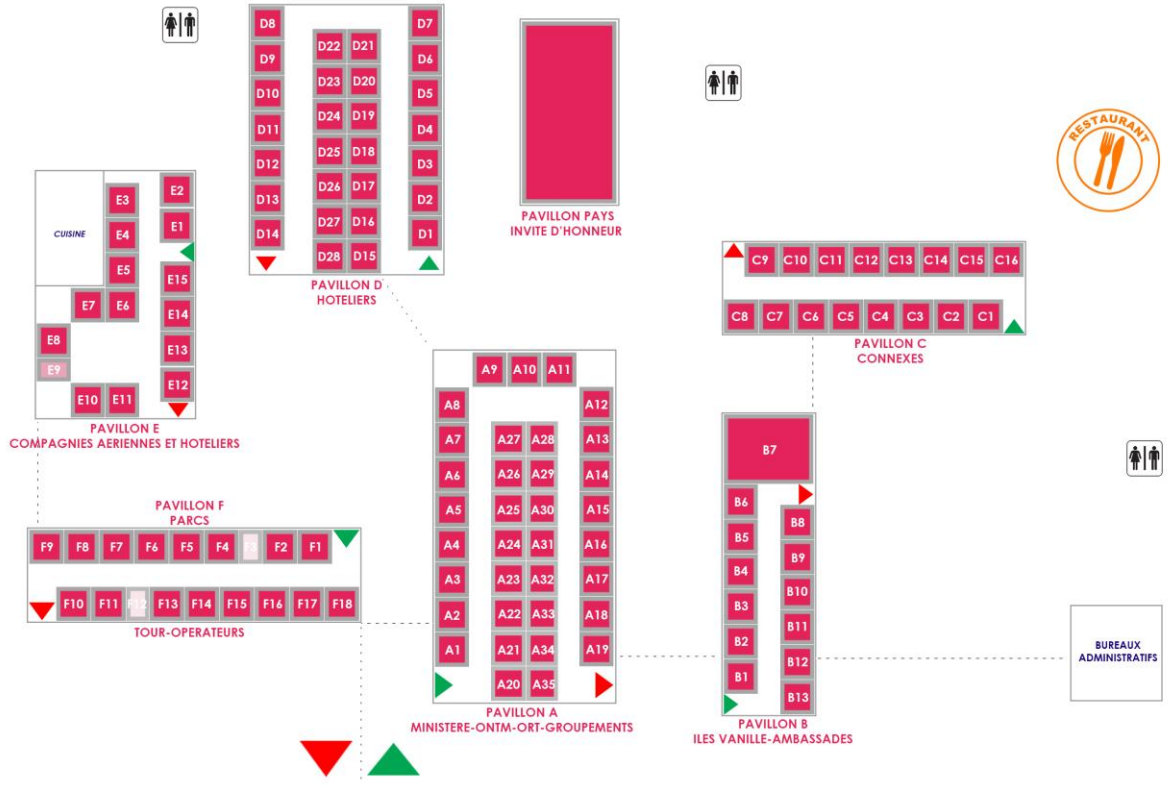 D8
D9
D10
D11
D12
D13
D14
D22 D21
D23 D20
D24 D19
D25 D18
D26 D17
D27 D16
D28 D15
D7
D6
D5
D4
D3
D2
D1
PAVILLON D
HOTELIERS
PAVILLON PAYS
INVITE D'HONNEUR
RESTAURANT
CUISINE
E3
E4
E5
E7 E6
E8
E9
E10 E11
E2
E1
E15
E14
E13
E12
PAVILLON E
COMPAGNIES AERIENNES ET HOTELIERS
C9 C10 C11 C12 C13 C14 C15 C16
C8 C7 C6 C5 C4 C3 C2 C1
PAVILLON C
CONNEXES
PAVILLON F
PARCS
F9 F8 F7 F6 F5 F4 F3 F2 F1
F10 F11 F12 F13 F14 F15 F16 F17 F18
TOUR-OPERATEURS
A9 A10 A11
A8
A7
A6
A5
A4
A3
A2
A1
A27 A28
A26 A29
A25 A30
A24 A31
A23 A32
A22 A33
A21 A34
A20 A35
A12
A13
A14
A15
A16
A17
A18
A19
PAVILLON A
MINISTERE-ONTM-ORT-GROUPEMENTS
B7
B6
B5
B4
B3
B2
B1
B8
B9
B10
B11
B12
B13
PAVILLON B
ILES VANILLE-AMBASSADES
BUREAUX
ADMINISTRATIFS